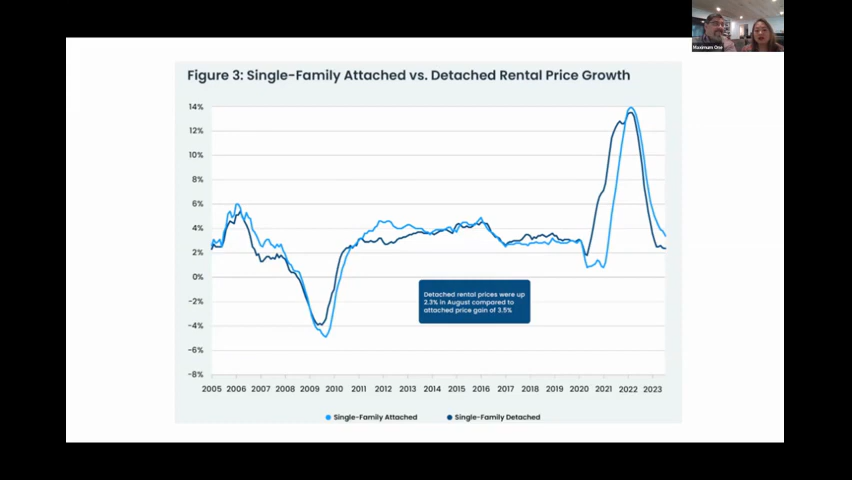 Maximum One
Figure 3: Single-Family Attached vs. Detached Rental Price Growth
14%
12%
10%
8%
6%
4%
2%
0%
-2%
-4%
-6%
-8%
Detached rental prices were up
2.3% in August compared to
attached price gain of 3.5%
2005 2006 2007 2008 2009 2010 2011 2012 2013 2014 2015 2016 2017 2018 2019 2020 2021 2022 2023
Single-Family Attached Single-Family Detached